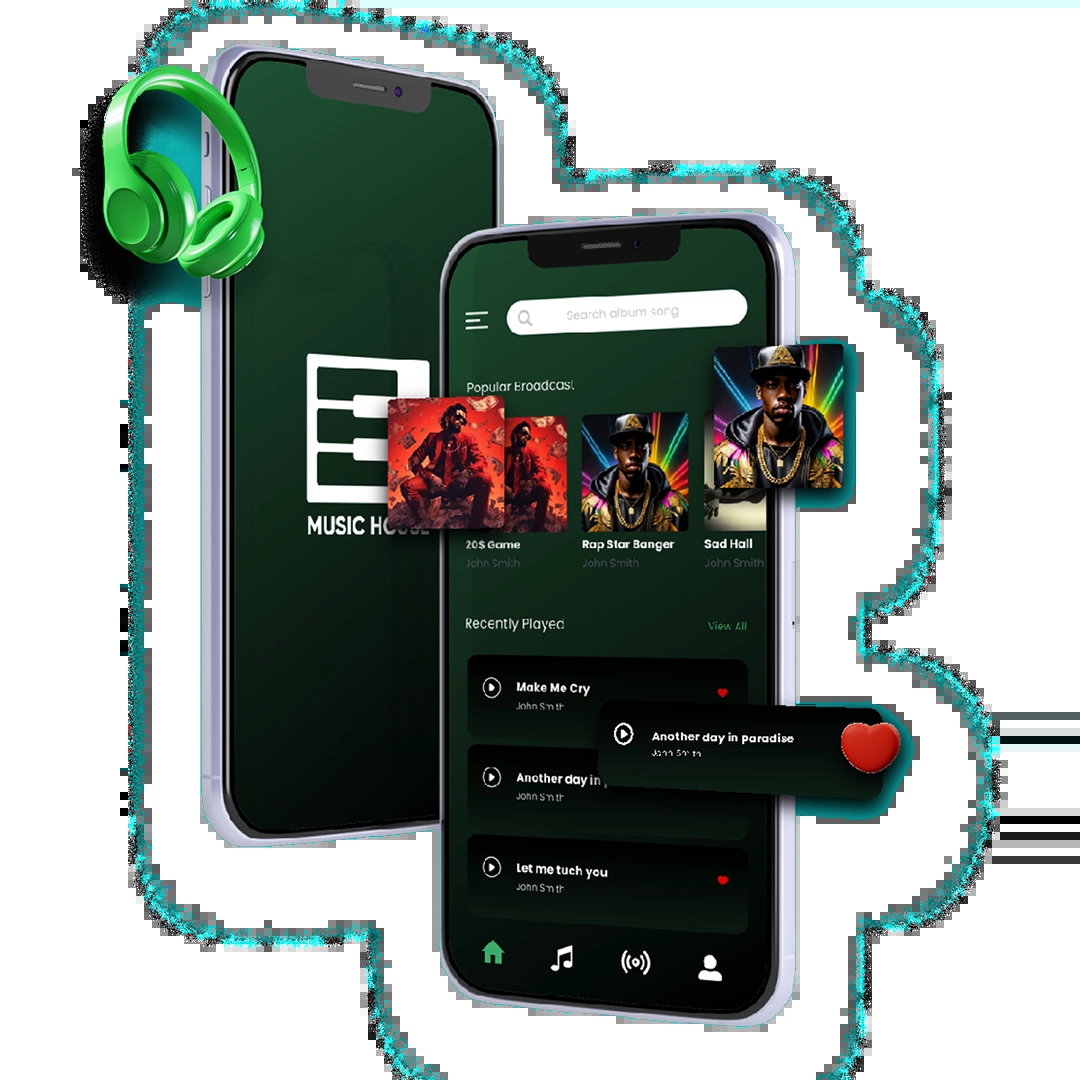 MUSIC HOUSE
Search album song
Popular Broadcast
20$ Game
John Smith
Rap Star Banger
John Smith
Sad Hall
John Smith
Recently Played
View All
Make Me Cry
John Smith
Another day in paradise
John Smith
Another day in
John Smith
Let me tuch you
John Smith